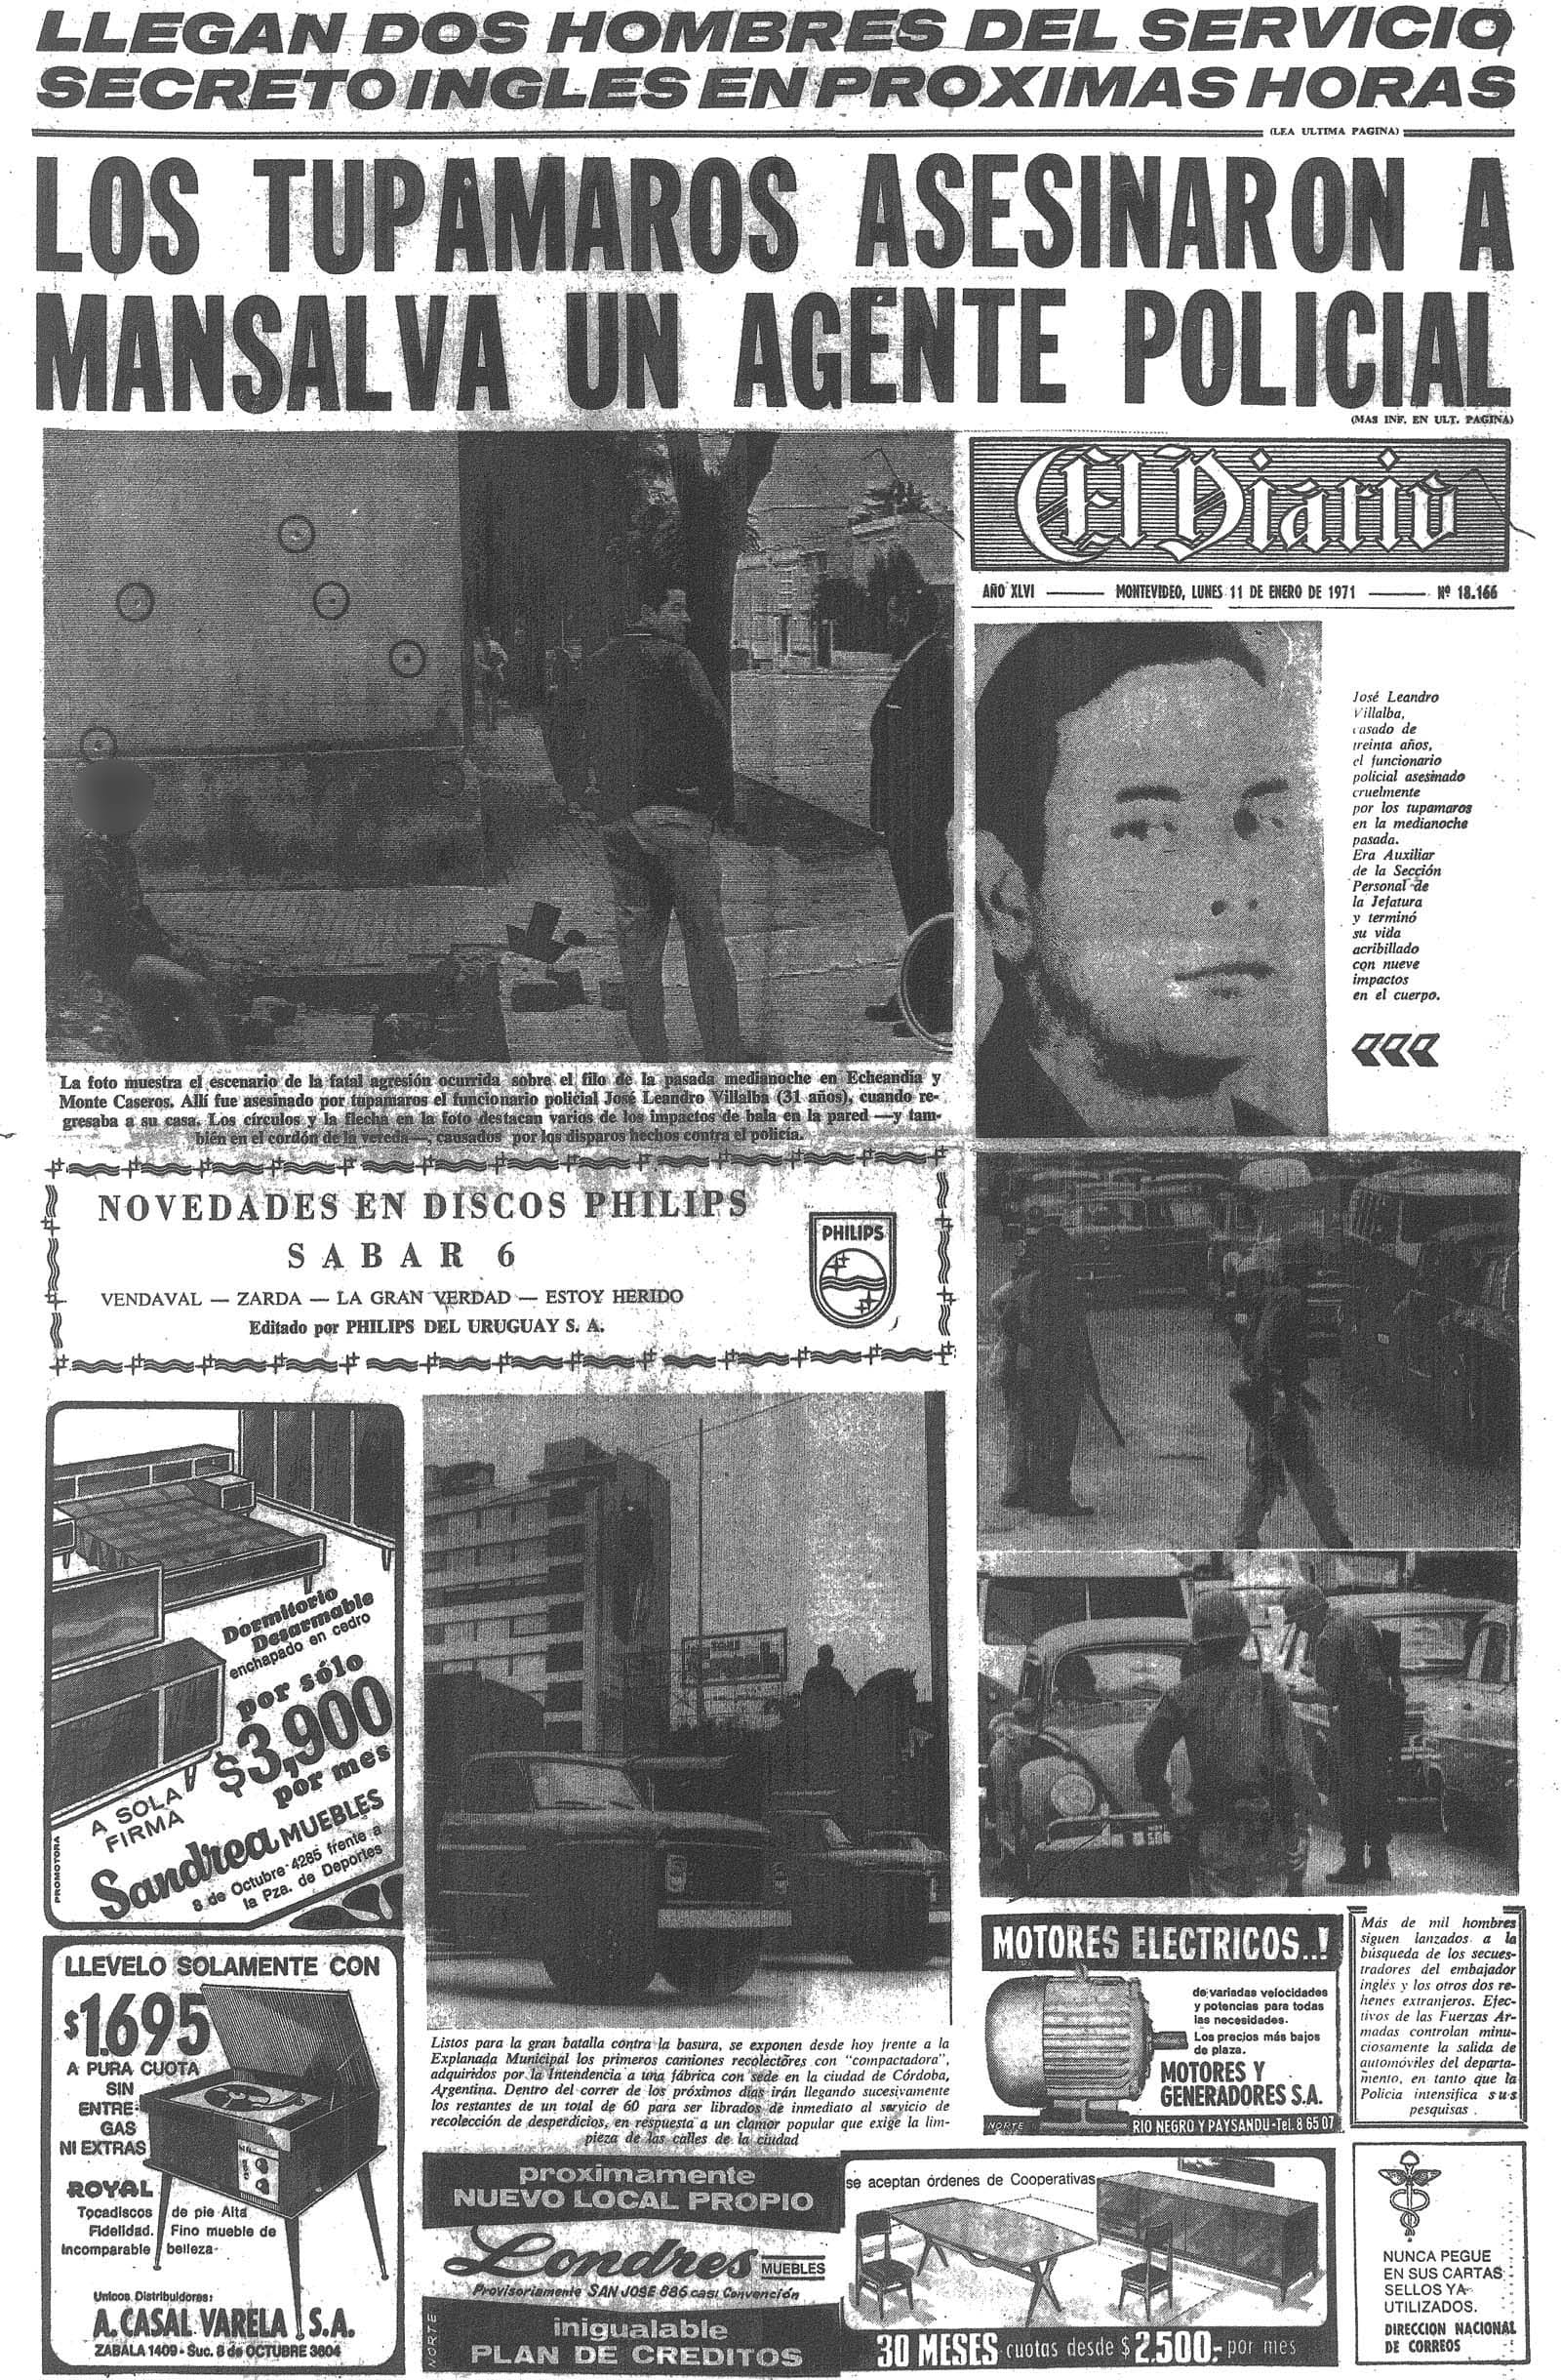 LLEGAN DOS HOMBRES DEL SERVICIO
SECRETO INGLES EN PROXIMAS HORAS
(LEA ULTIMA PAGINA)
LOS TUPAMAROS ASESINARON A
MANSALVA UN AGENTE POLICIAL
(MAS INF. EN ULT. PAGINA)
El Diario
AÑO XLVI — MONTEVIDEO, LUNES 11 DE ENERO DE 1971 — Nº 18.166
José Leandro
Villalba,
casado de
treinta años,
el funcionario
policial asesinado
cruelmente
por los tupamaros
en la medianoche
pasada.
Era Auxiliar
de la Sección
Personal de
la Jefatura
y terminó
su vida
acribillado
con nueve
impactos
en el cuerpo.
La foto muestra el escenario de la fatal agresión ocurrida sobre el filo de la pasada medianoche en Echeandía y
Monte Caseros. Allí fue asesinado por tupamaros el funcionario policial José Leandro Villalba (31 años), cuando re-
gresaba a su casa. Los círculos y la flecha en la foto destacan varios de los impactos de bala en la pared —y tam-
bién en el cordón de la vereda—, causados por los disparos hechos contra el policía.
NOVEDADES EN DISCOS PHILIPS
SABAR 6
VENDAVAL — ZARDA — LA GRAN VERDAD — ESTOY HERIDO
Editado por PHILIPS DEL URUGUAY S. A.
PHILIPS
Dormitorio
Desarmable
enchapado en cedro
por sólo
$3,900
por mes
A SOLA
FIRMA
Sandrea MUEBLES
8 de Octubre 4285 frente a
la Pza. de Deportes
PROMOTORA
LLEVELO SOLAMENTE CON
$1.695
A PURA CUOTA
SIN
ENTRE-
GAS
NI EXTRAS
ROYAL
Tocadiscos de pie Alta
Fidelidad. Fino mueble de
incomparable belleza
Unicos Distribuidores:
A. CASAL VARELA S.A.
ZABALA 1409 - Suc. 8 de OCTUBRE 3604
Listos para la gran batalla contra la basura, se exponen desde hoy frente a la
Explanada Municipal los primeros camiones recolectores con "compactadora",
adquiridos por la Intendencia a una fábrica con sede en la ciudad de Córdoba,
Argentina. Dentro del correr de los próximos días irán llegando sucesivamente
los restantes de un total de 60 para ser librados de inmediato al servicio de
recolección de desperdicios, en respuesta a un clamor popular que exige la lim-
pieza de las calles de la ciudad
proximamente
NUEVO LOCAL PROPIO
Londres MUEBLES
Provisoriamente SAN JOSE 886 casi Convención
inigualable
PLAN DE CREDITOS
NORTE
se aceptan órdenes de Cooperativas
30 MESES cuotas desde $2.500.- por mes
MOTORES ELECTRICOS..!
de variadas velocidades
y potencias para todas
las necesidades.
Los precios más bajos
de plaza.
MOTORES Y
GENERADORES S.A.
NORTE
RIO NEGRO Y PAYSANDU - Tel. 8 65 07
Más de mil hombres
siguen lanzados a la
búsqueda de los secues-
tradores del embajador
inglés y los otros dos re-
henes extranjeros. Efec-
tivos de las Fuerzas Ar-
madas controlan minu-
ciosamente la salida de
automóviles del departa-
mento, en tanto que la
Policía intensifica sus
pesquisas.
NUNCA PEGUE
EN SUS CARTAS
SELLOS YA
UTILIZADOS.
DIRECCION NACIONAL
DE CORREOS